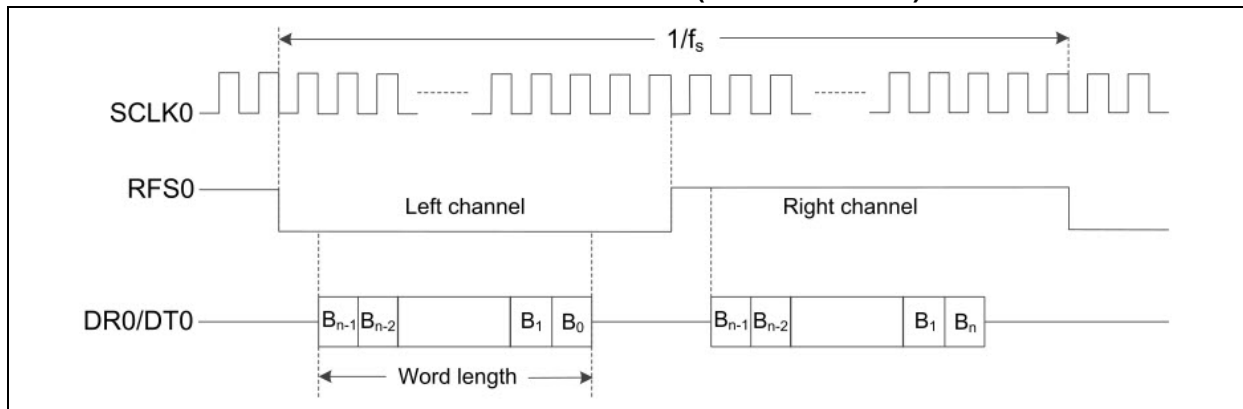 1/fs
SCLK0
RFS0
Left channel
Right channel
DR0/DT0
Bn-1 Bn-2 B1 B0 Bn-1 Bn-2 B1 Bn
Word length